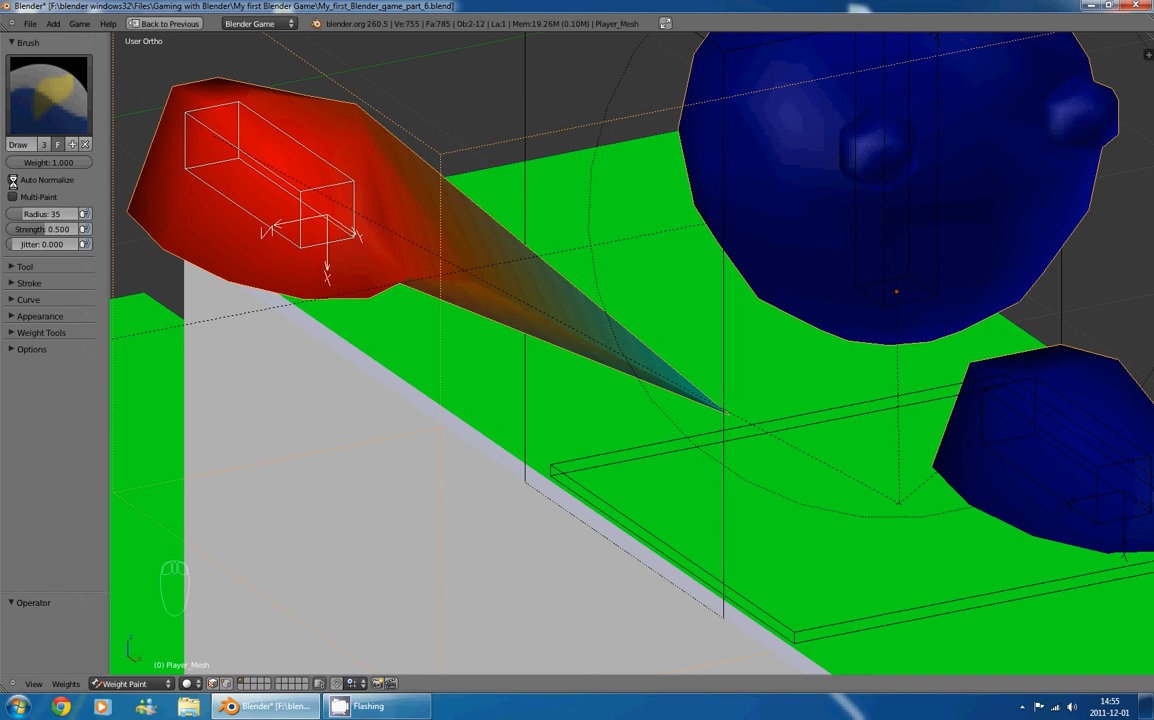 Blender* [F:\blender windows32\Files\Gaming with Blender\My first Blender Game\My_first_Blender_game_part_6.blend]
File Add Game Help Back to Previous Blender Game blender.org 260.5 | Ve:755 | Fa:785 | Ob:2-12 | La:1 | Mem:19.26M (0.10M) | Player_Mesh
Brush
User Ortho
Draw 3 F
Weight: 1.000
Auto Normalize
Multi-Paint
Radius: 35
Strength: 0.500
Jitter: 0.000
Tool
Stroke
Curve
Appearance
Weight Tools
Options
Operator
(0) Player_Mesh
View Weights Weight Paint
Blender* [F:\blen... Flashing
14:55
2011-12-01